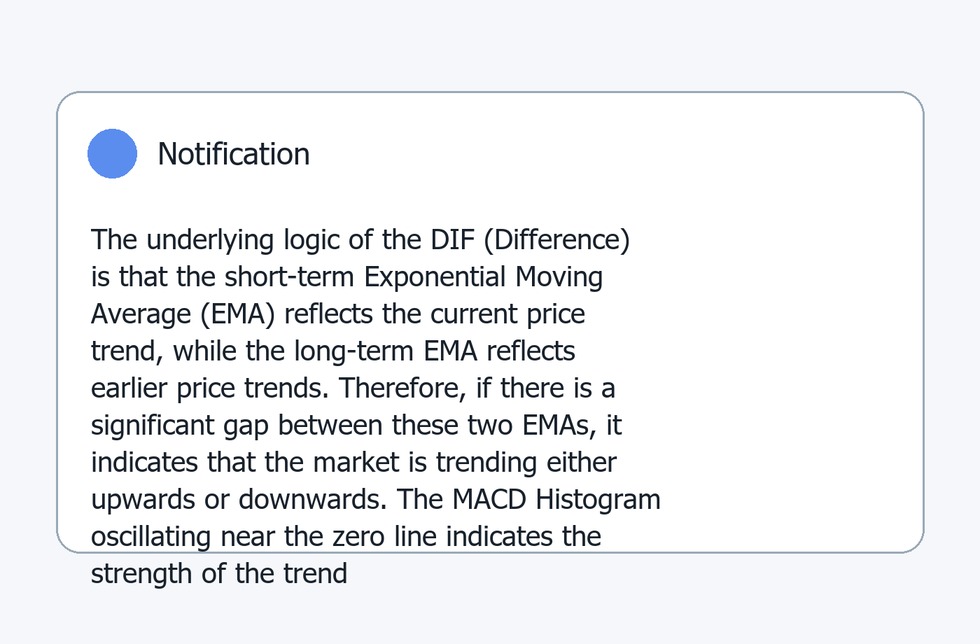 Notification
The underlying logic of the DIF (Difference)
is that the short-term Exponential Moving
Average (EMA) reflects the current price
trend, while the long-term EMA reflects
earlier price trends. Therefore, if there is a
significant gap between these two EMAs, it
indicates that the market is trending either
upwards or downwards. The MACD Histogram
oscillating near the zero line indicates the
strength of the trend